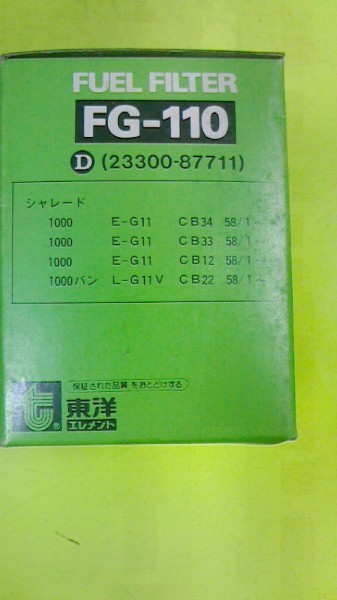 FUEL FILTER
FG-110
D (23300-87711)
シャレード
1000 E-G11 CB34 58/1～
1000 E-G11 CB33 58/1～
1000 E-G11 CB12 58/1～
1000バン L-G11V CB22 58/1～
保証された品質をおとどけする
® 東洋
エレメント